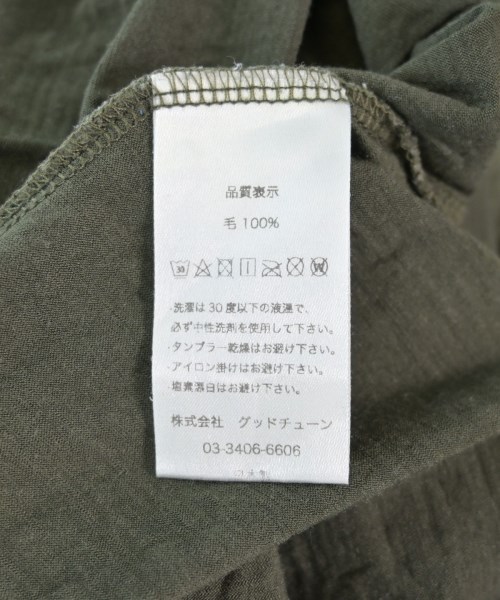 品質表示
毛 100%
30
W
·洗濯は 30 度以下の液温で、
必ず中性洗剤を使用して下さい。
·タンブラー乾燥はお避け下さい。
·アイロン掛けはお避け下さい。
·塩素漂白はお避け下さい。
株式会社 グッドチューン
03-3406-6606